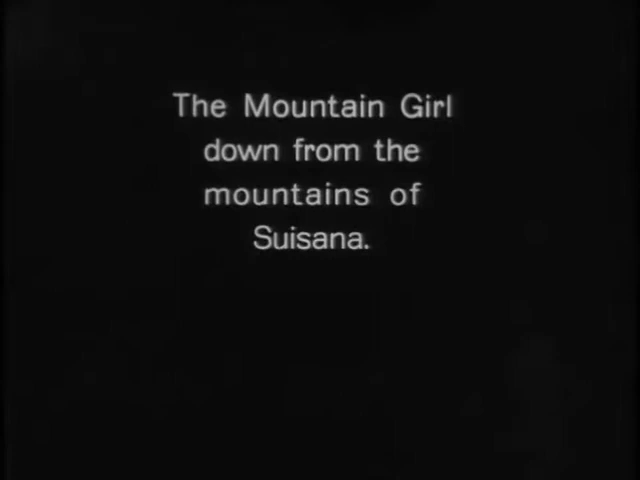 The Mountain Girl
down from the
mountains of
Suisana.